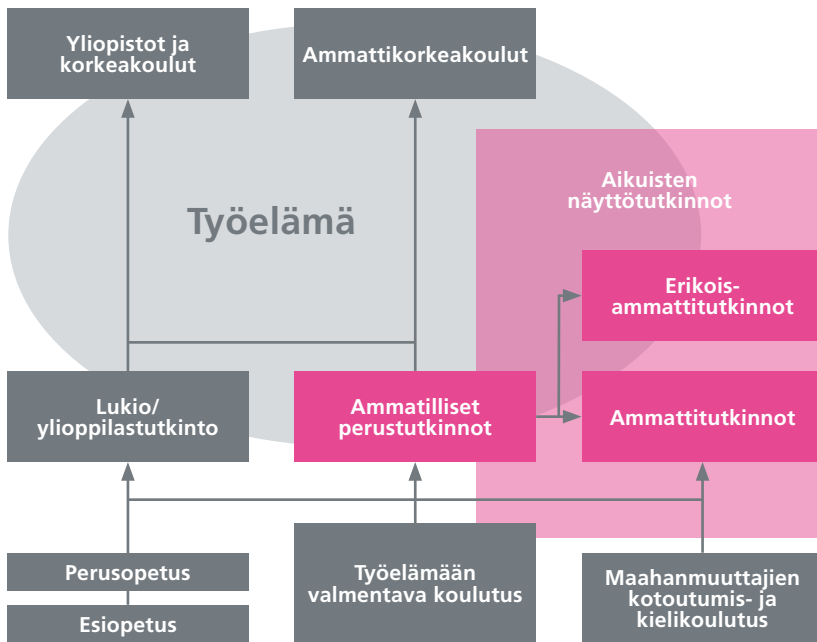 Yliopistot ja
korkeakoulut
Ammattikorkeakoulut
Aikuisten
näyttötutkinnot
Työelämä
Erikois-
ammattitutkinnot
Lukio/
ylioppilastutkinto
Ammatilliset
perustutkinnot
Ammattitutkinnot
Perusopetus
Esiopetus
Työelämään
valmentava koulutus
Maahanmuuttajien
kotoutumis- ja
kielikoulutus